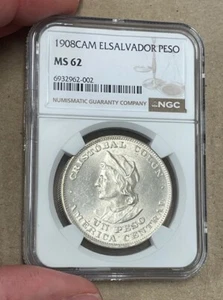 1908CAM ELSALVADOR PESO
MS 62
6932962-002
NUMISMATIC GUARANTY COMPANY
NGC
CRISTOBAL COLON
UN PESO
AMERICA CENTRAL